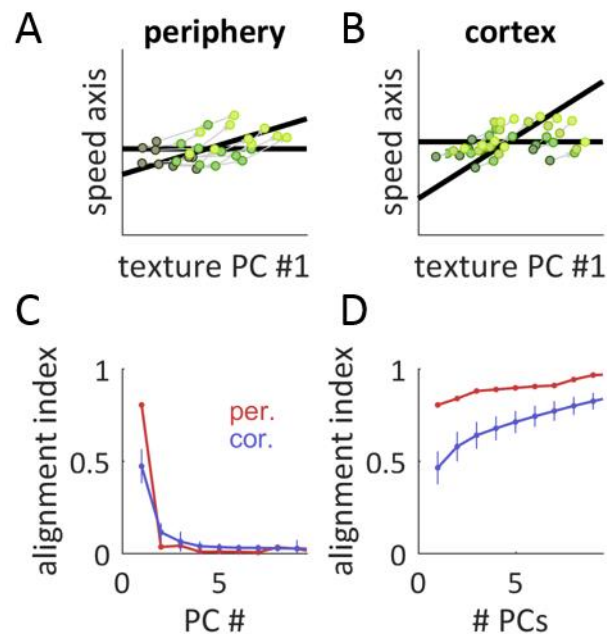 A periphery
B cortex
speed axis
texture PC #1
speed axis
texture PC #1
C
alignment index
1
0.5
0
0 5
PC #
per.
cor.
D
alignment index
1
0.5
0
0 5
# PCs